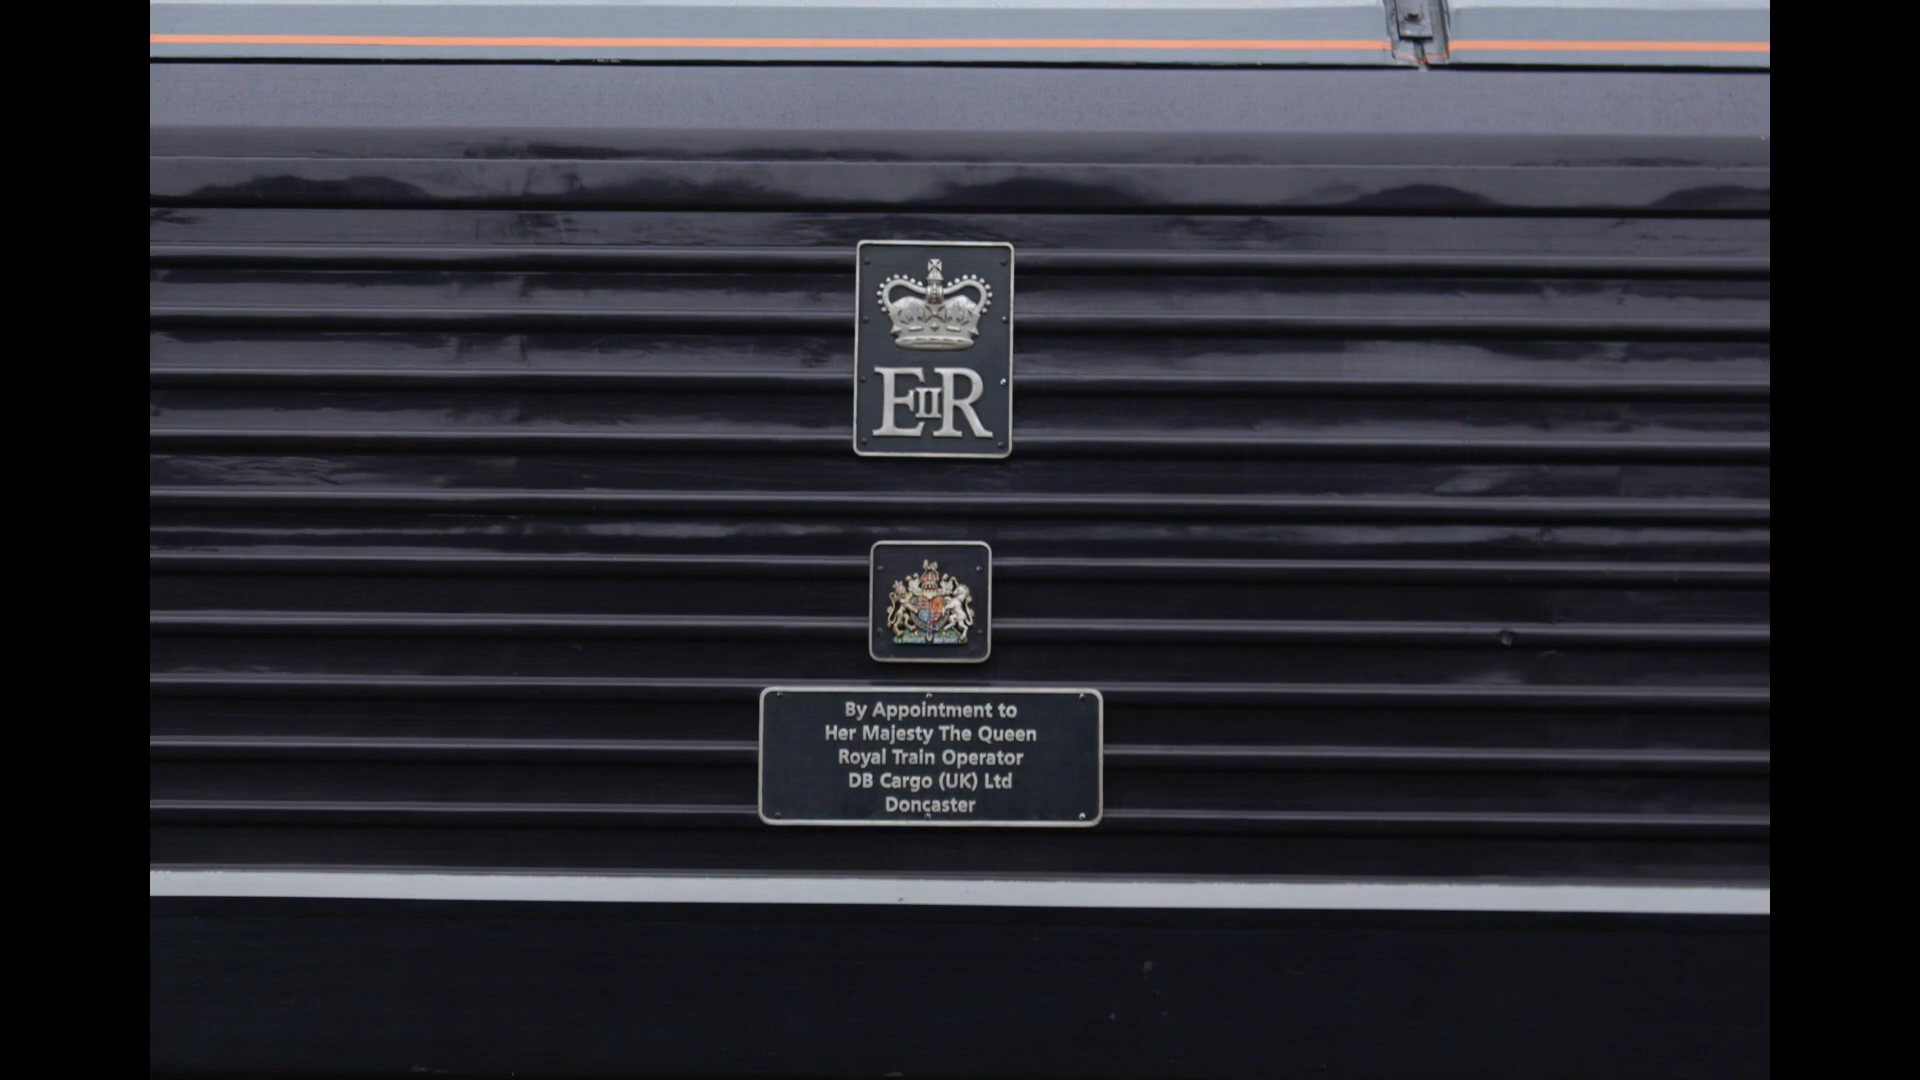 EIIR
By Appointment to
Her Majesty The Queen
Royal Train Operator
DB Cargo (UK) Ltd
Doncaster